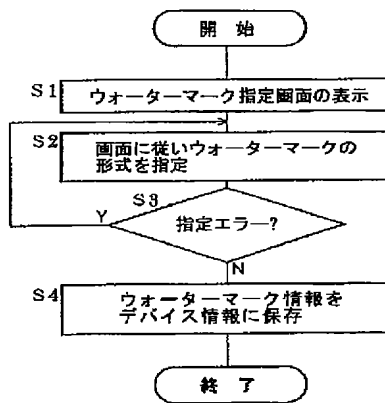 開 始
S1
ウォーターマーク指定画面の表示
S2
画面に従いウォーターマークの
形式を指定
S3
指定エラー?
Y
N
S4
ウォータマーク情報を
デバイス情報に保存
終 了